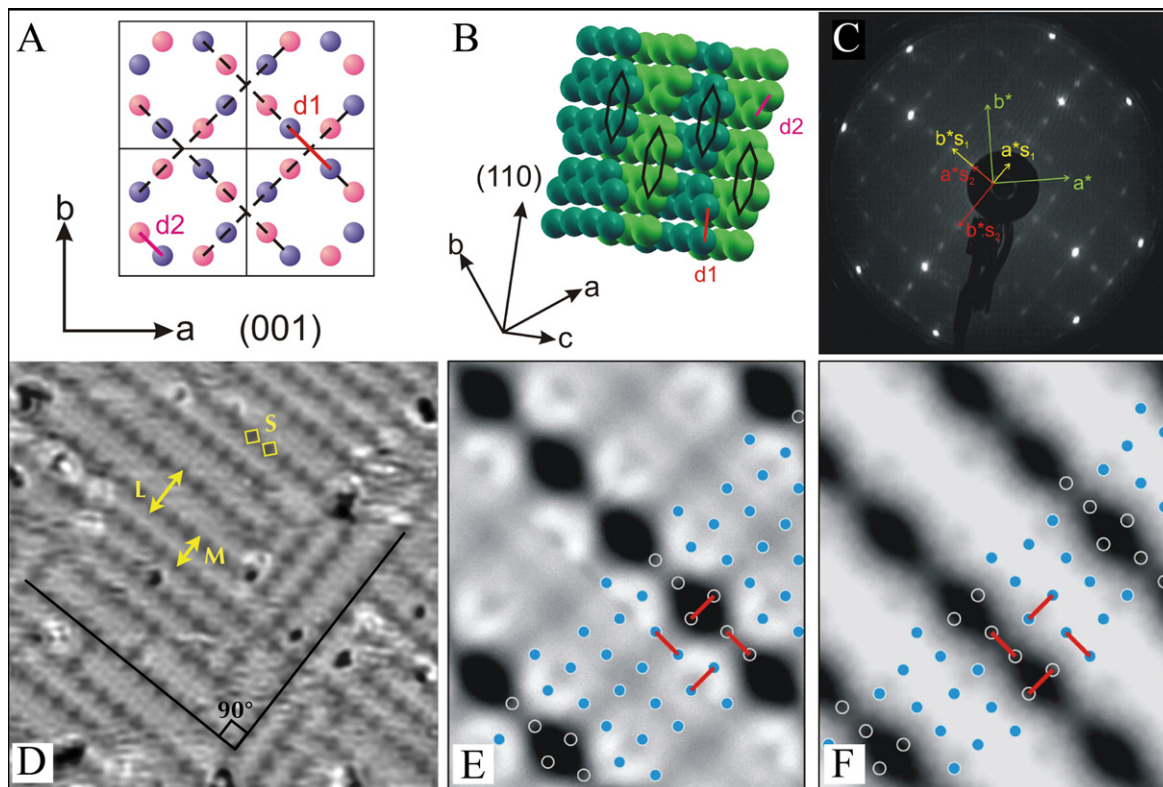 A
d1
d2
b
a
(001)
B
d2
(110)
b
a
c
d1
C
b*
b*s₁
a*s₁
a*s₂
a*
b*s₂
S
L
M
90°
D
E
F